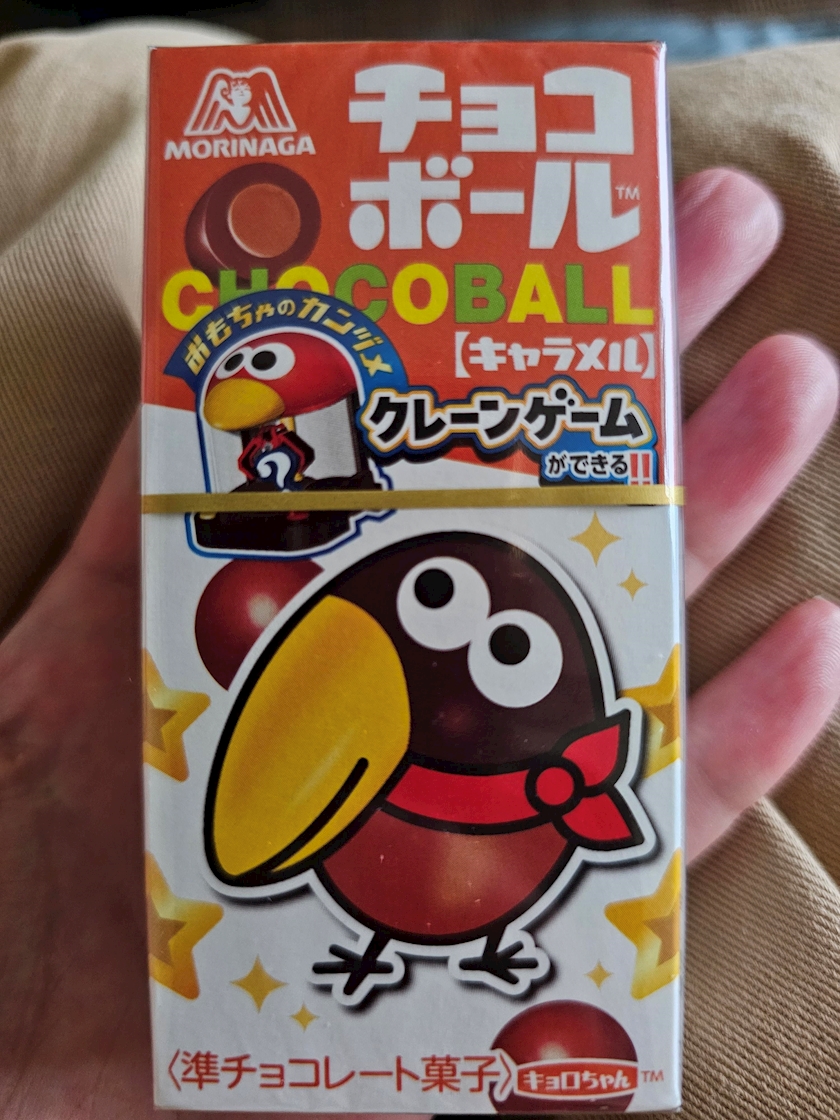 MORINAGA
チョコ
ボール™
CHOCOBALL
【キャラメル】
おもちゃのカンヅメ
クレーンゲーム
ができる!!
?
〈準チョコレート菓子〉
キョロちゃん™